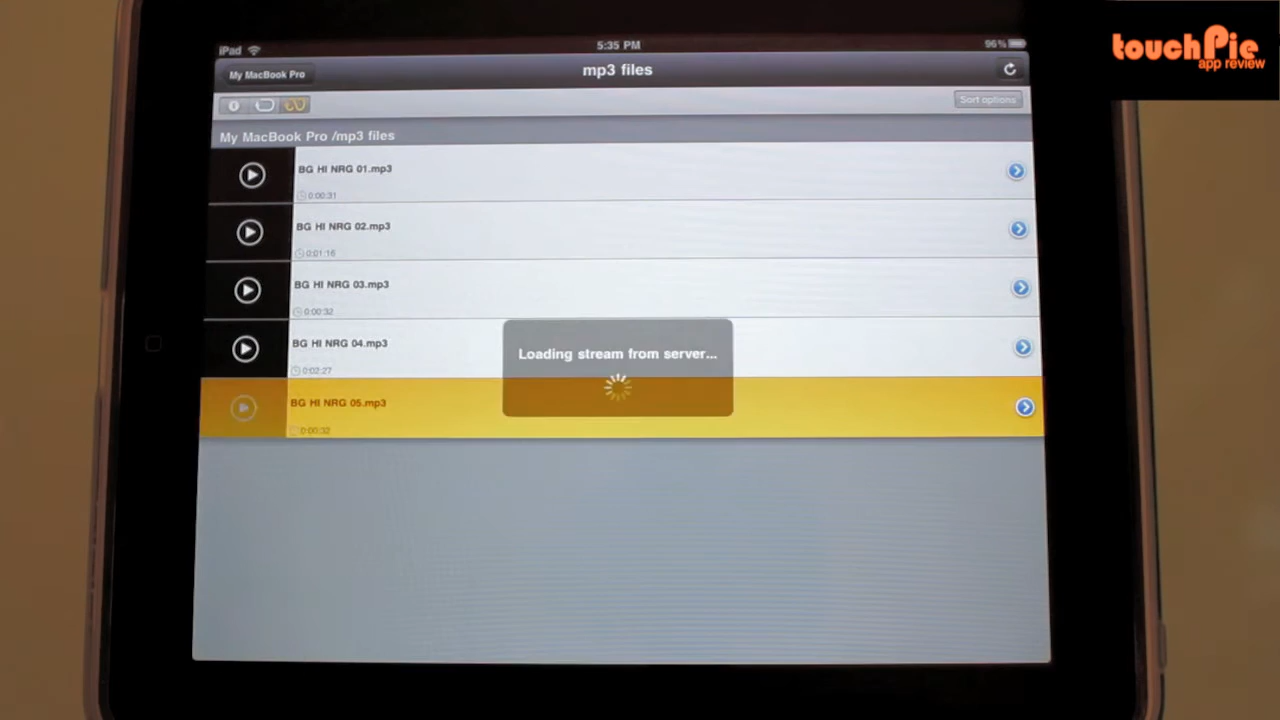 touchPie
app review
iPad
5:35 PM
96%
My MacBook Pro
mp3 files
Sort options
My MacBook Pro /mp3 files
BG HI NRG 01.mp3
0:00:31
BG HI NRG 02.mp3
0:01:16
BG HI NRG 03.mp3
0:00:32
BG HI NRG 04.mp3
0:02:27
Loading stream from server...
BG HI NRG 05.mp3
0:00:32